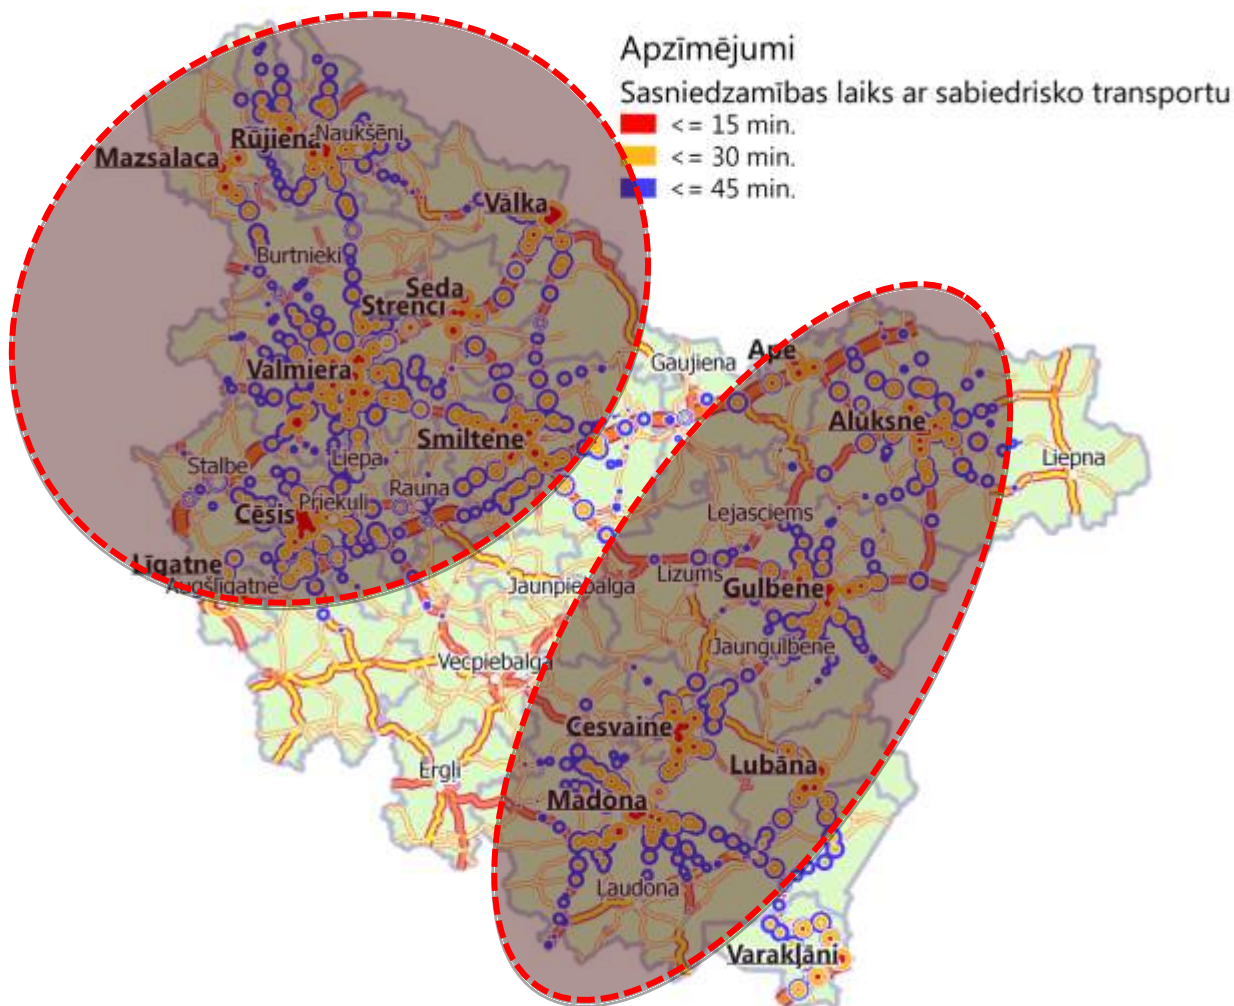 Apzīmējumi
Sasniedzamības laiks ar sabiedrisko transportu
<= 15 min.
<= 30 min.
<= 45 min.
Rūjiena
Naukšēni
Mazsalaca
Valka
Burtnieki
Seda
Strenči
Valmiera
Gaujiena
Ape
Smiltene
Alūksne
Stalbe
Liepa
Liepna
Rauna
Priekuļi
Cēsis
Lejasciems
Līgatne
Augšlīgatne
Jaunpiebalga
Lizums
Gulbene
Jaungulbene
Vecpiebalga
Cesvaine
Ērgļi
Lubāna
Madona
Ļaudona
Varakļāni